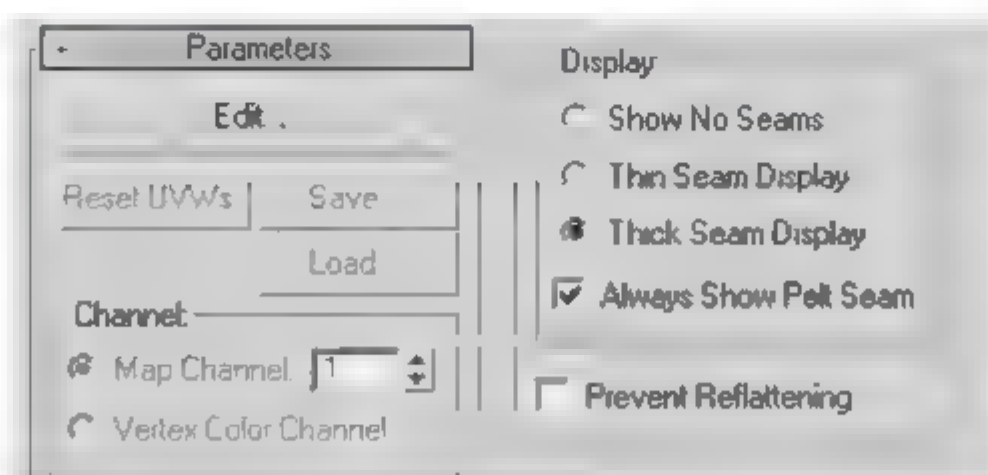 - Parameters
Edit .
Reset UVWs
Save
Load
Channel:
Map Channel: 1
Vertex Color Channel
Display
Show No Seams
Thin Seam Display
Thick Seam Display
Always Show Pelt Seam
Prevent Reflattening